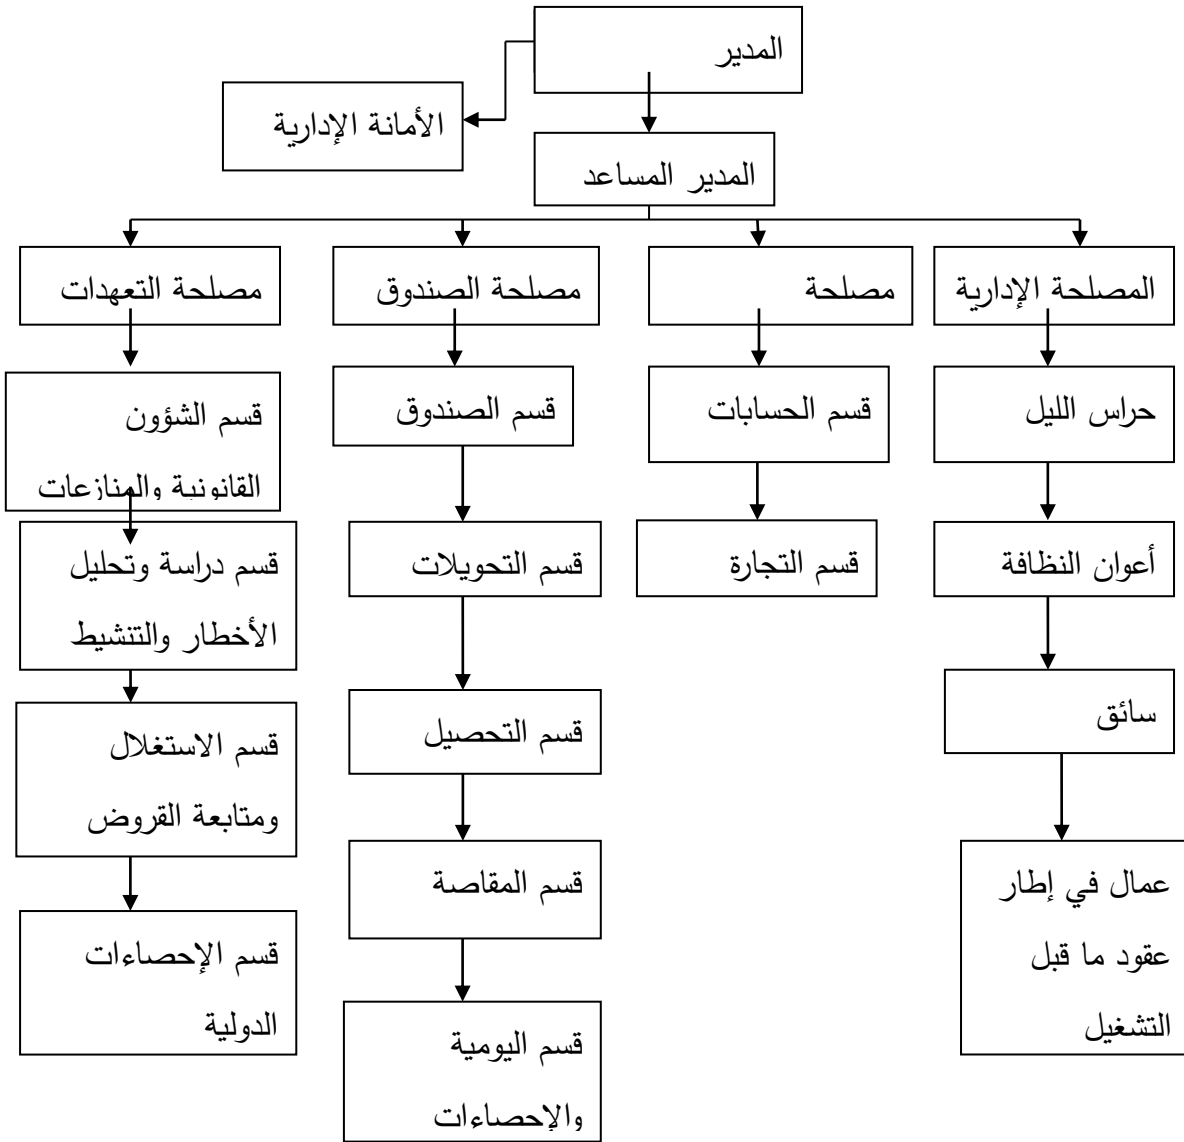 المدير
الأمانة الإدارية
المدير المساعد
المصلحة الإدارية
مصلحة
مصلحة الصندوق
مصلحة التعهدات
حراس الليل
قسم الحسابات
قسم الصندوق
قسم الشؤون
القانونية والمنازعات
أعوان النظافة
قسم التجارة
قسم التحويلات
قسم دراسة وتحليل
الأخطار والتنشيط
سائق
قسم التحصيل
قسم الاستغلال
ومتابعة القروض
عمال في إطار
عقود ما قبل
التشغيل
قسم المقاصة
قسم الإحصاءات
الدولية
قسم اليومية
والإحصاءات